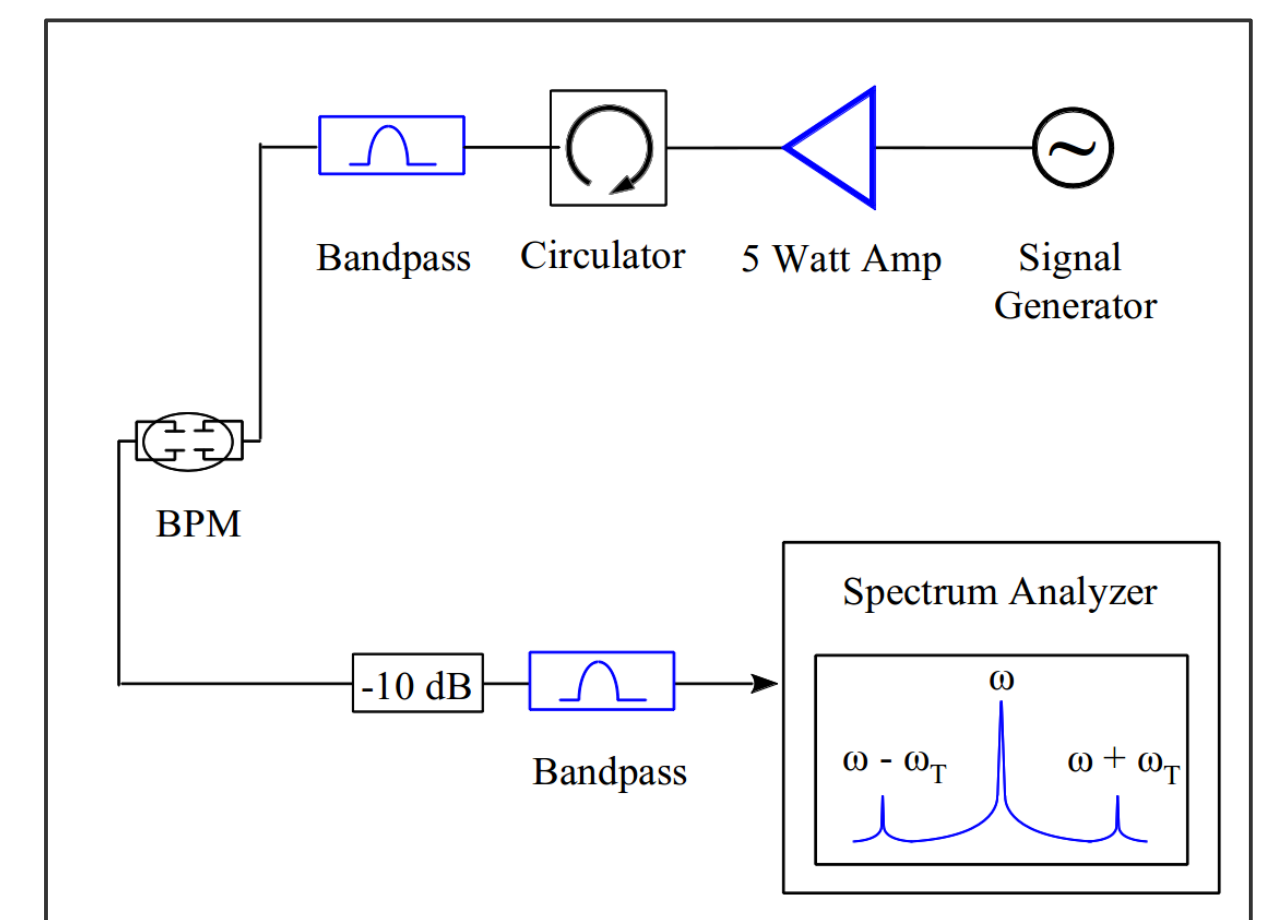 Bandpass
Circulator
5 Watt Amp
Signal
Generator
~
BPM
-10 dB
Bandpass
Spectrum Analyzer
ω
ω - ωT
ω + ωT